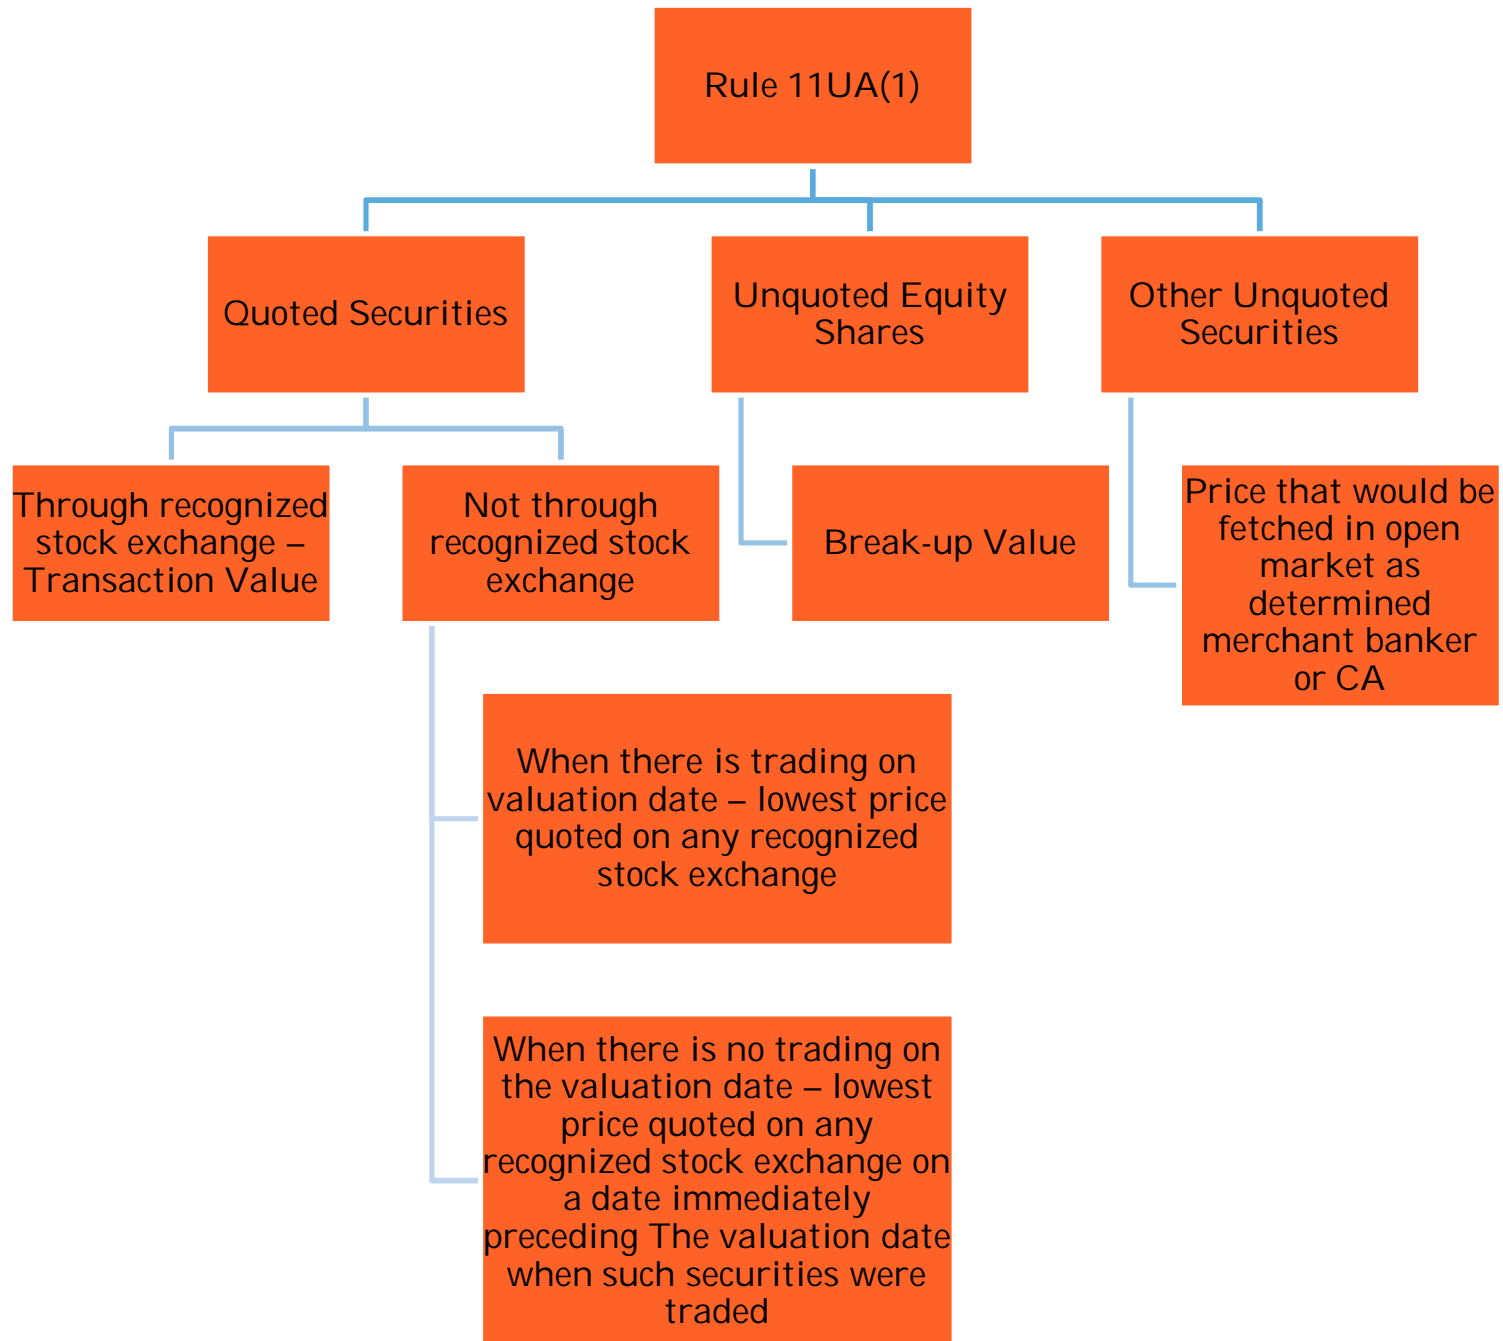 Rule 11UA(1)
Quoted Securities
Unquoted Equity
Shares
Other Unquoted
Securities
Through recognized
stock exchange –
Transaction Value
Not through
recognized stock
exchange
Break-up Value
Price that would be
fetched in open
market as
determined
merchant banker
or CA
When there is trading on
valuation date – lowest price
quoted on any recognized
stock exchange
When there is no trading on
the valuation date – lowest
price quoted on any
recognized stock exchange on
a date immediately
preceding The valuation date
when such securities were
traded